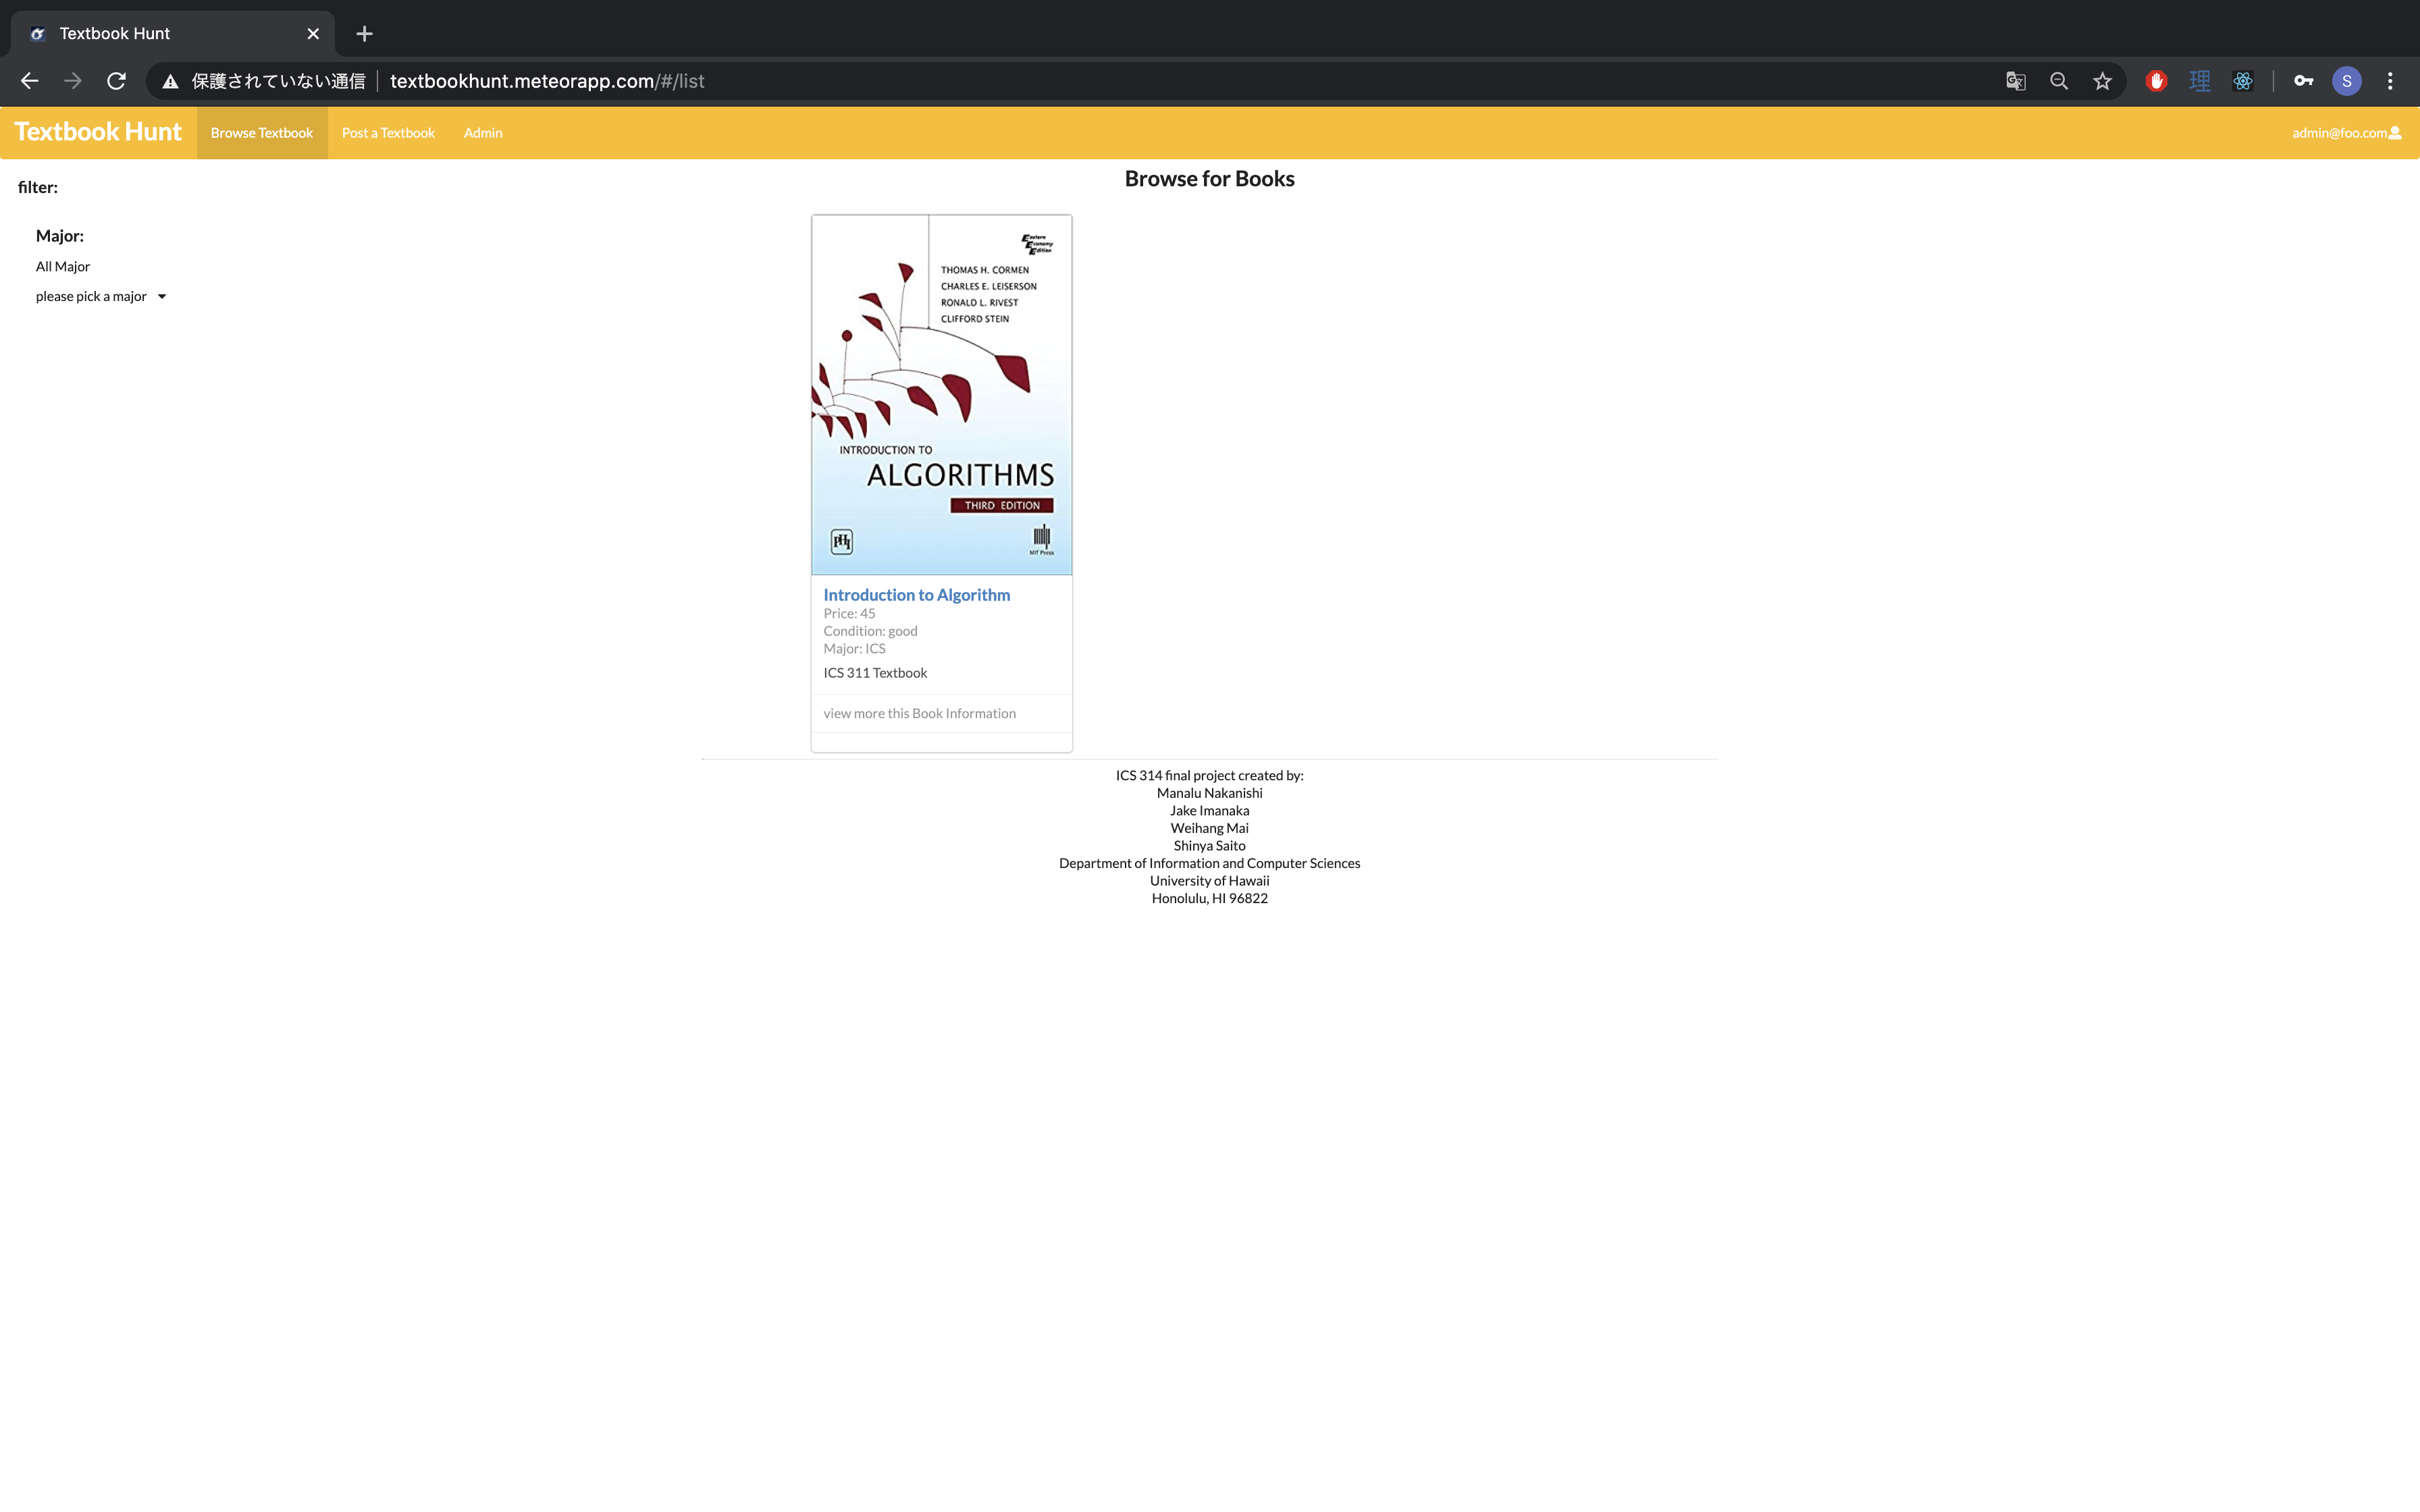 Textbook Hunt
保護されていない通信 | textbookhunt.meteorapp.com/#/list
理
S
Textbook Hunt
Browse Textbook
Post a Textbook
Admin
admin@foo.com
filter:
Browse for Books
Major:
All Major
please pick a major
Eastern
Economy
Edition
THOMAS H. CORMEN
CHARLES E. LEISERSON
RONALD L. RIVEST
CLIFFORD STEIN
INTRODUCTION TO
ALGORITHMS
THIRD EDITION
PHI
MIT Press
Introduction to Algorithm
Price: 45
Condition: good
Major: ICS
ICS 311 Textbook
view more this Book Information
ICS 314 final project created by:
Manalu Nakanishi
Jake Imanaka
Weihang Mai
Shinya Saito
Department of Information and Computer Sciences
University of Hawaii
Honolulu, HI 96822